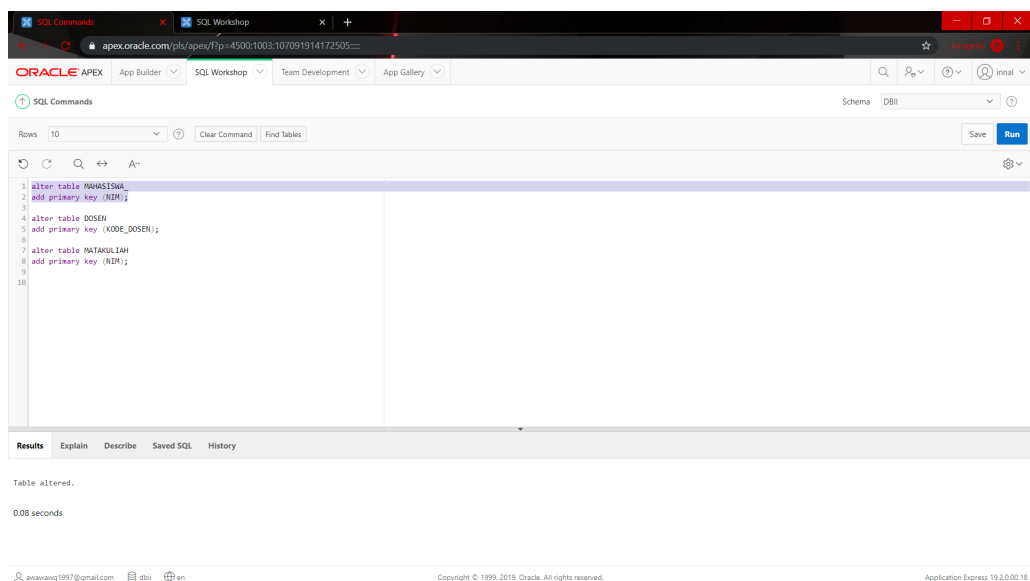 SQL Commands
SQL Workshop
apex.oracle.com/pls/apex/f?p=4500:1003:107091914172505:::::
ORACLE APEX App Builder SQL Workshop Team Development App Gallery innal
SQL Commands Schema DBII
Rows 10 Clear Command Find Tables Save Run
A··
1 alter table MAHASISWA_
2 add primary key (NIM);
3
4 alter table DOSEN
5 add primary key (KODE_DOSEN);
6
7 alter table MATAKULIAH
8 add primary key (NIM);
9
10
Results Explain Describe Saved SQL History
Table altered.
0.08 seconds
awawawq1997@gmail.com dbii en Copyright © 1999, 2019, Oracle. All rights reserved. Application Express 19.2.0.00.18